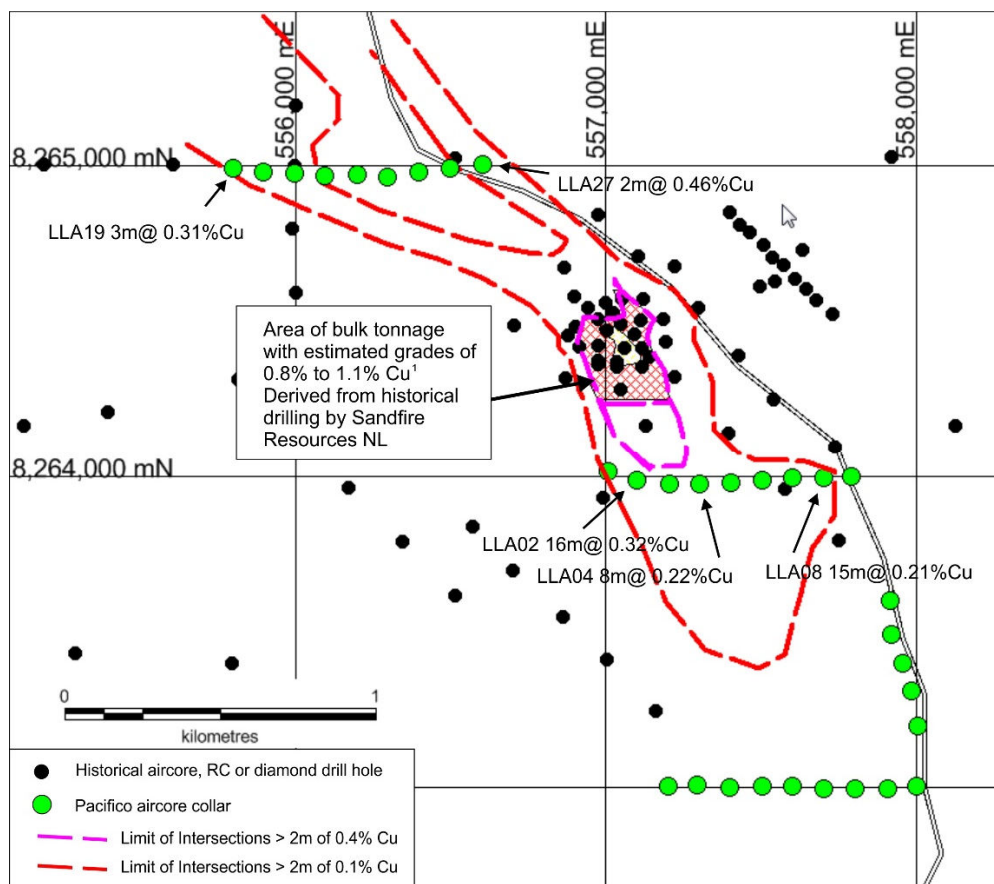 556,000 mE
557,000 mE
558,000 mE
8,265,000 mN
LLA27 2m@ 0.46%Cu
LLA19 3m@ 0.31%Cu
Area of bulk tonnage
with estimated grades of
0.8% to 1.1% Cu¹
Derived from historical
drilling by Sandfire
Resources NL
8,264,000 mN
LLA02 16m@ 0.32%Cu
LLA04 8m@ 0.22%Cu
LLA08 15m@ 0.21%Cu
0
1
kilometres
Historical aircore, RC or diamond drill hole
Pacifico aircore collar
Limit of Intersections > 2m of 0.4% Cu
Limit of Intersections > 2m of 0.1% Cu